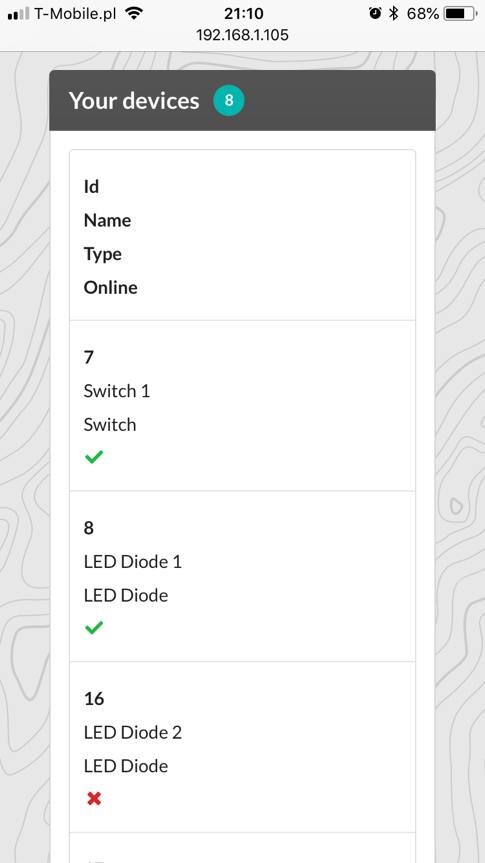 T-Mobile.pl 21:10 68%
192.168.1.105
Your devices 8
Id
Name
Type
Online
7
Switch 1
Switch
8
LED Diode 1
LED Diode
16
LED Diode 2
LED Diode